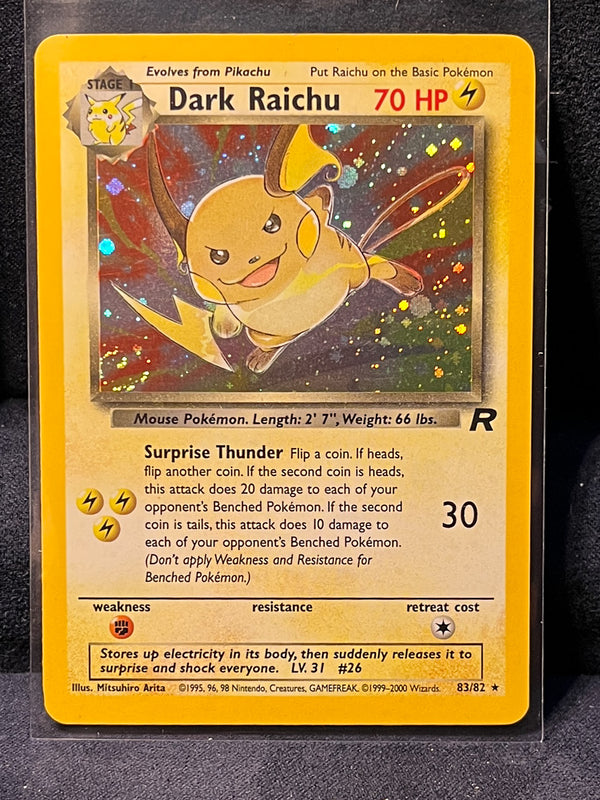 Evolves from Pikachu Put Raichu on the Basic Pokémon
STAGE 1
Dark Raichu 70 HP
Mouse Pokémon. Length: 2' 7", Weight: 66 lbs.
R
Surprise Thunder Flip a coin. If heads,
flip another coin. If the second coin is heads,
this attack does 20 damage to each of your
opponent's Benched Pokémon. If the second
coin is tails, this attack does 10 damage to
each of your opponent's Benched Pokémon.
(Don't apply Weakness and Resistance for
Benched Pokémon.)
30
weakness resistance retreat cost
Stores up electricity in its body, then suddenly releases it to
surprise and shock everyone. LV. 31 #26
Illus. Mitsuhiro Arita ©1995, 96, 98 Nintendo, Creatures, GAMEFREAK. ©1999-2000 Wizards. 83/82 ★